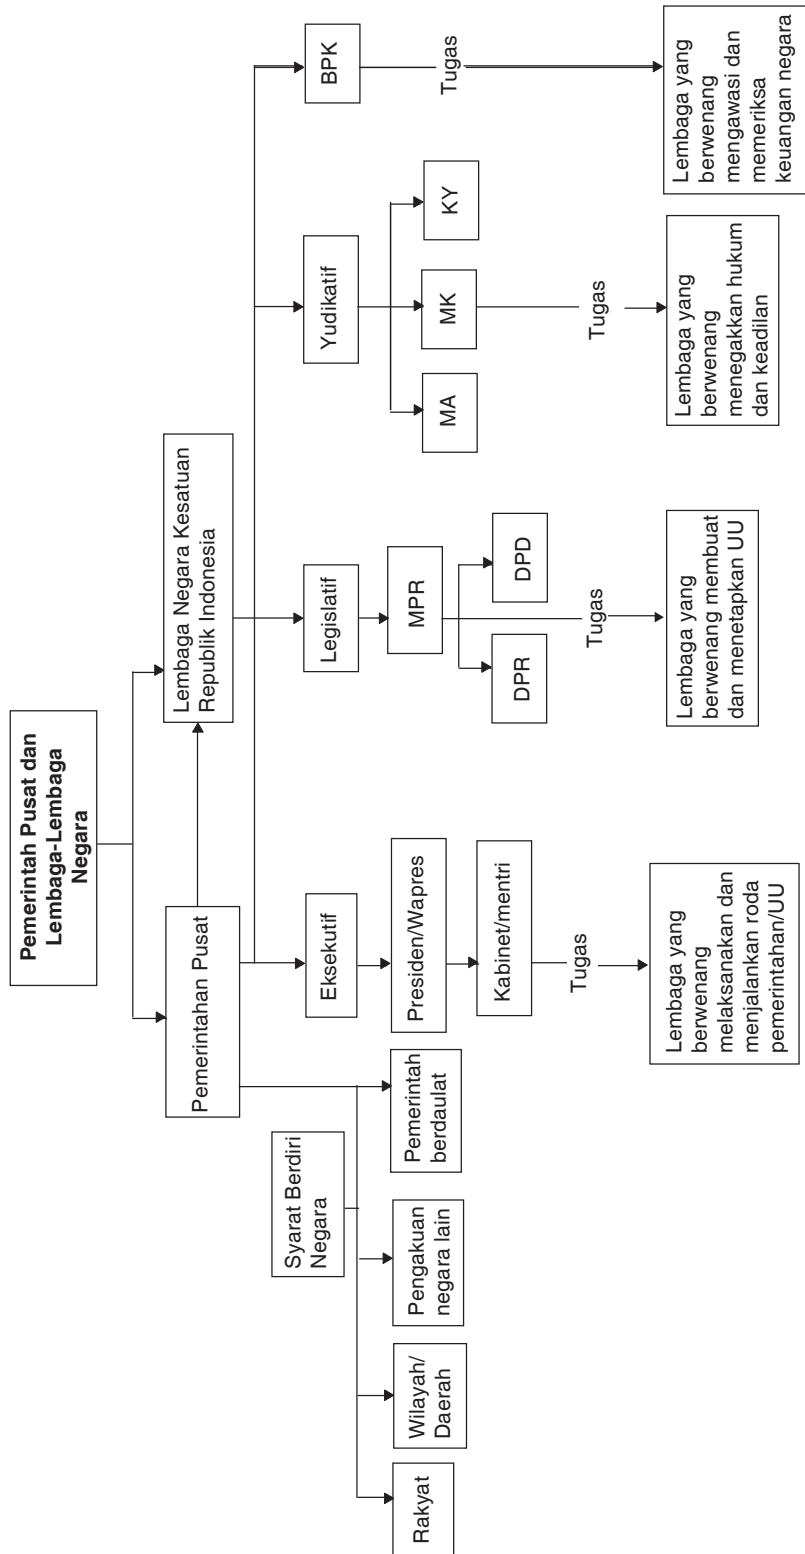 Pemerintah Pusat dan
Lembaga-Lembaga
Negara
Pemerintahan Pusat
Lembaga Negara Kesatuan
Republik Indonesia
Syarat Berdiri
Negara
Rakyat
Wilayah/
Daerah
Pengakuan
negara lain
Pemerintah
berdaulat
Eksekutif
Presiden/Wapres
Kabinet/mentri
Tugas
Lembaga yang
berwenang
melaksanakan dan
menjalankan roda
pemerintahan/UU
Legislatif
MPR
DPR
DPD
Tugas
Lembaga yang
berwenang membuat
dan menetapkan UU
Yudikatif
MA
MK
KY
Tugas
Lembaga yang
berwenang
menegakkan hukum
dan keadilan
BPK
Tugas
Lembaga yang
berwenang
mengawasi dan
memeriksa
keuangan negara